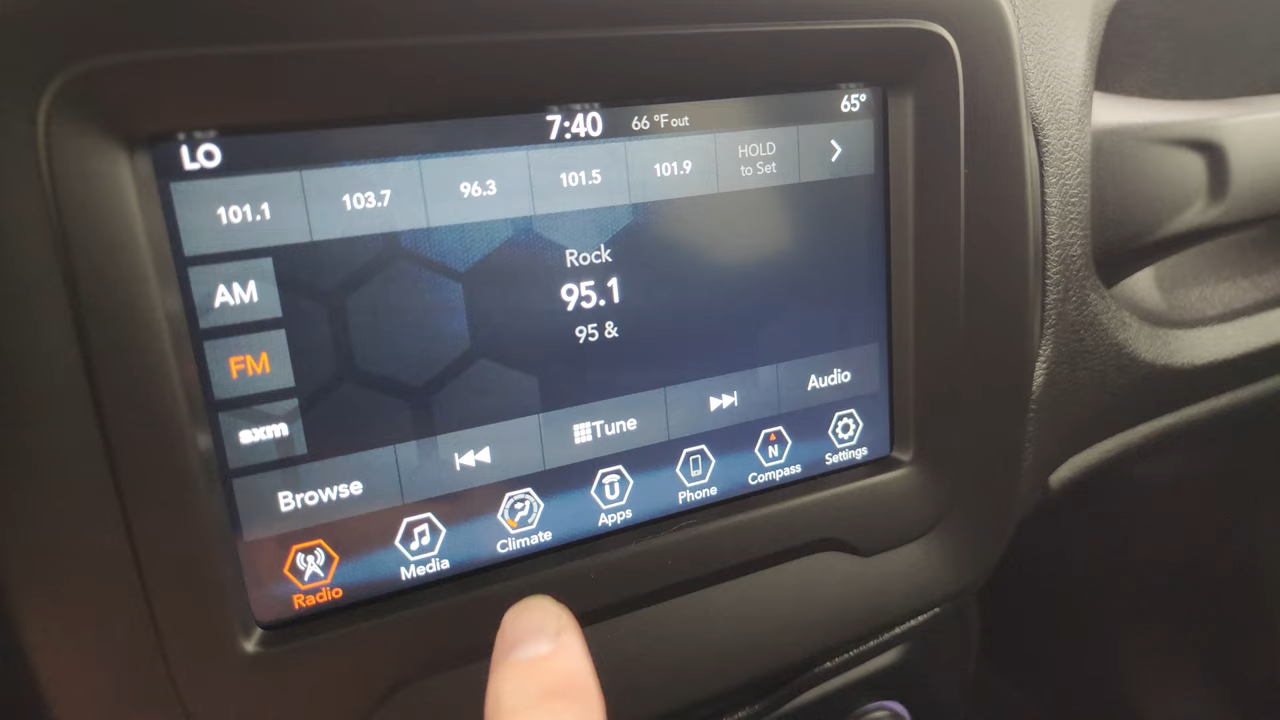 LO 7:40 66 °F out 65°
101.1 103.7 96.3 101.5 101.9 HOLD
to Set
Rock
AM
95.1
95 &
FM
axm
Browse Tune Audio
Radio Media Climate Apps Phone N Compass Settings